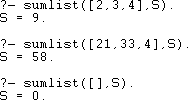 ?- sumlist([2,3,4],S).
S = 9.
?- sumlist([21,33,4],S).
S = 58.
?- sumlist([],S).
S = 0.